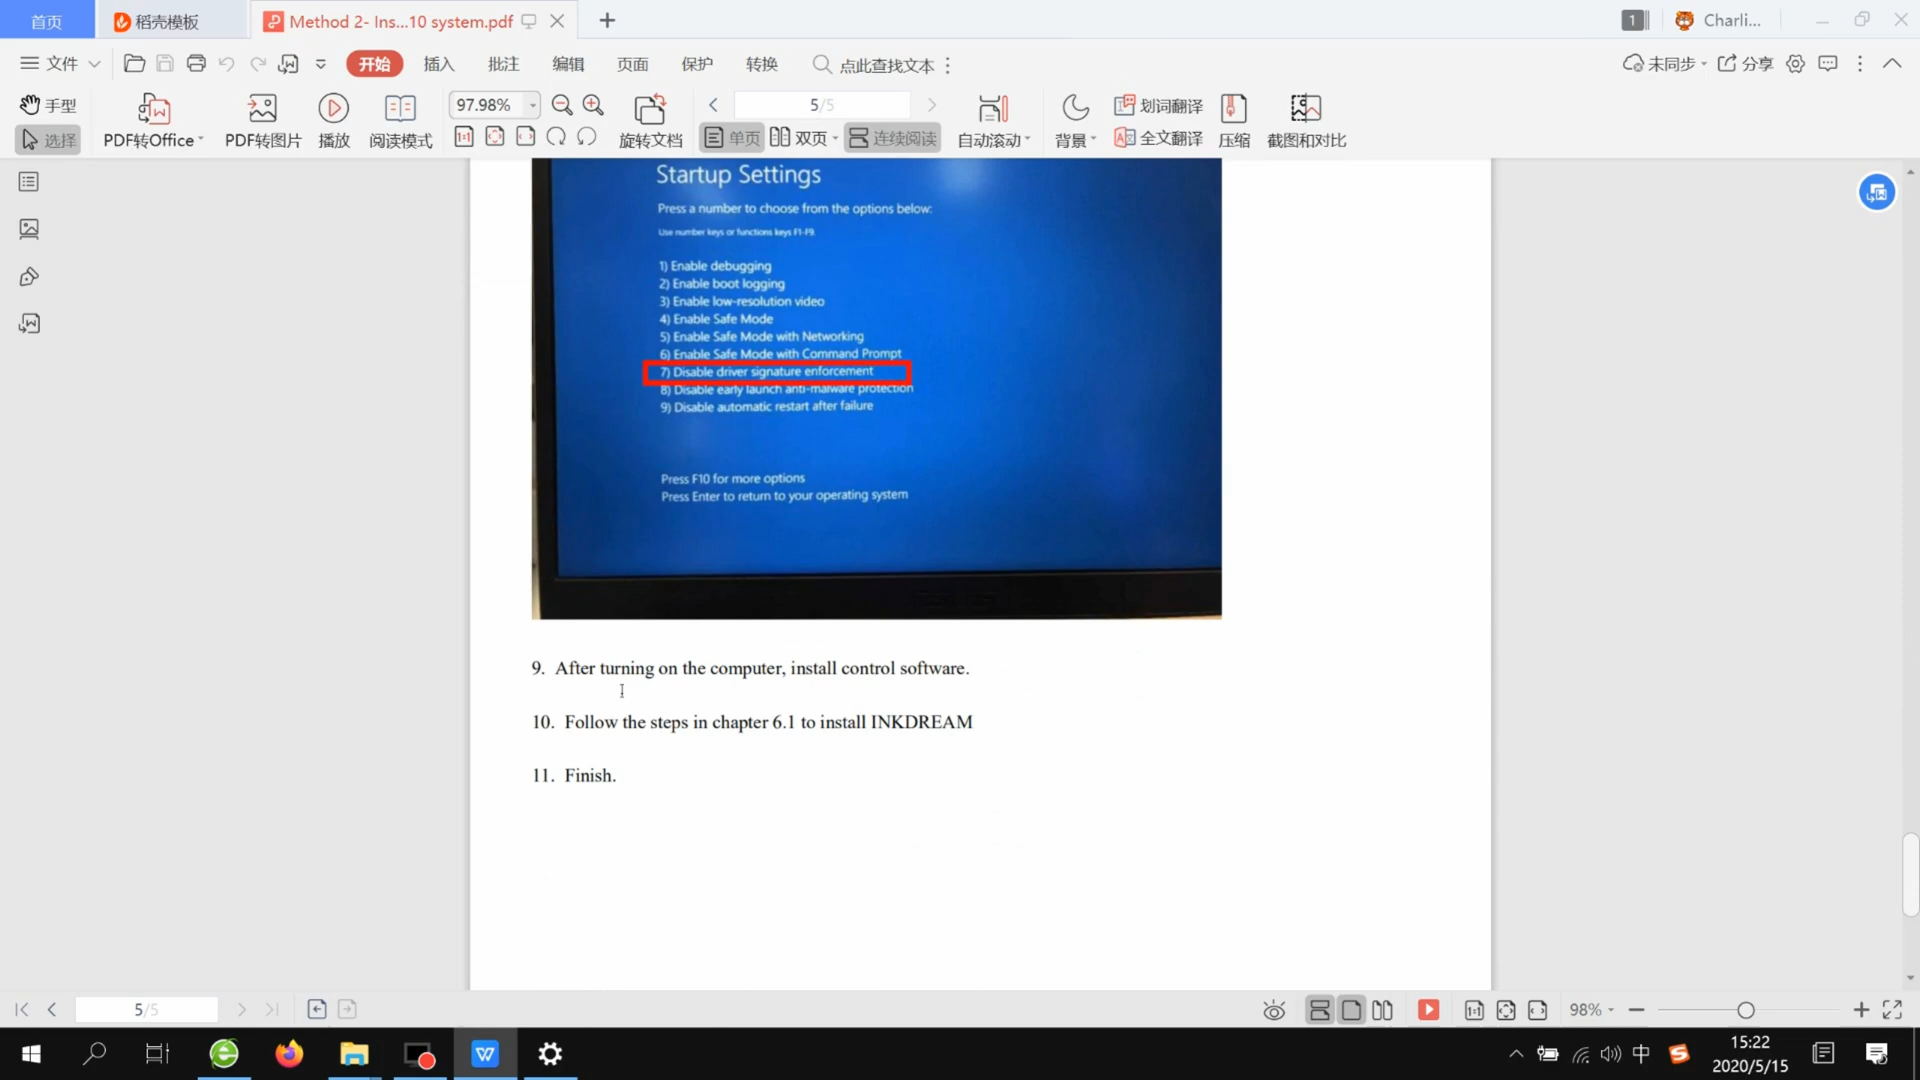 首页
稻壳模板
Method 2- Ins...10 system.pdf
1
Charli...
文件
开始
插入
批注
编辑
页面
保护
转换
点此查找文本
未同步
分享
手型
选择
PDF转Office
PDF转图片
播放
阅读模式
97.98%
旋转文档
5/5
单页
双页
连续阅读
自动滚动
背景
划词翻译
全文翻译
压缩
截图和对比
Startup Settings
Press a number to choose from the options below:
Use number keys or functions keys F1-F9.
1) Enable debugging
2) Enable boot logging
3) Enable low-resolution video
4) Enable Safe Mode
5) Enable Safe Mode with Networking
6) Enable Safe Mode with Command Prompt
7) Disable driver signature enforcement
8) Disable early launch anti-malware protection
9) Disable automatic restart after failure
Press F10 for more options
Press Enter to return to your operating system
9. After turning on the computer, install control software.
10. Follow the steps in chapter 6.1 to install INKDREAM
11. Finish.
5/5
98%
中
15:22
2020/5/15